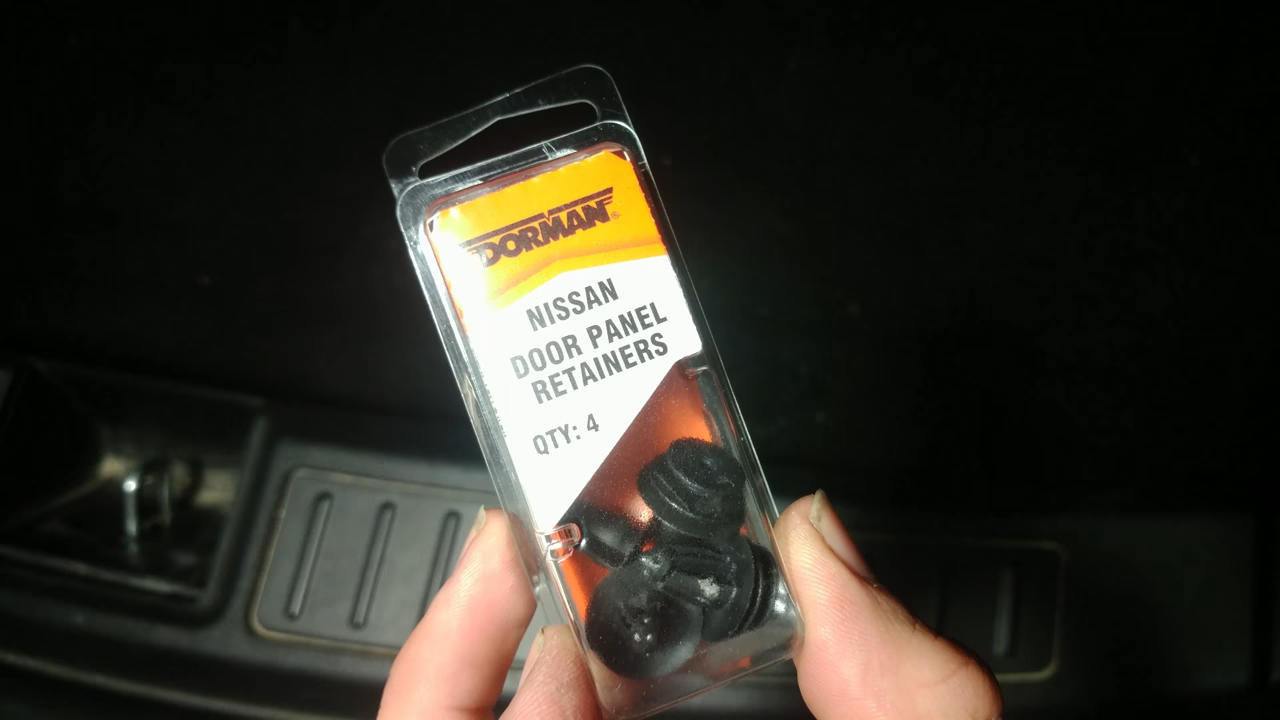 DORMAN®
NISSAN
DOOR PANEL
RETAINERS
QTY: 4